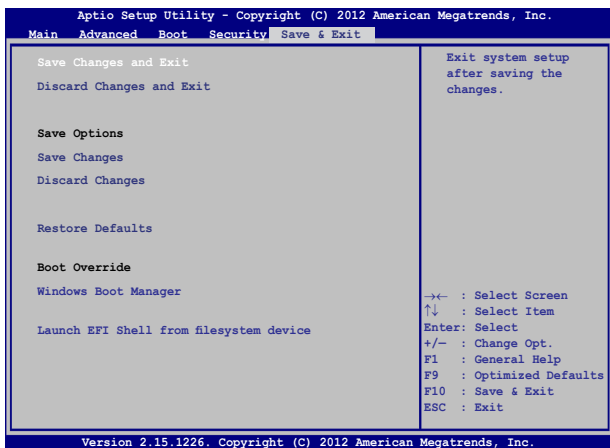 Aptio Setup Utility - Copyright (C) 2012 American Megatrends, Inc.
Main Advanced Boot Security Save & Exit
Save Changes and Exit
Discard Changes and Exit
Save Options
Save Changes
Discard Changes
Restore Defaults
Boot Override
Windows Boot Manager
Launch EFI Shell from filesystem device
Exit system setup
after saving the
changes.
→← : Select Screen
↑↓ : Select Item
Enter: Select
+/— : Change Opt.
F1 : General Help
F9 : Optimized Defaults
F10 : Save & Exit
ESC : Exit
Version 2.15.1226. Copyright (C) 2012 American Megatrends, Inc.